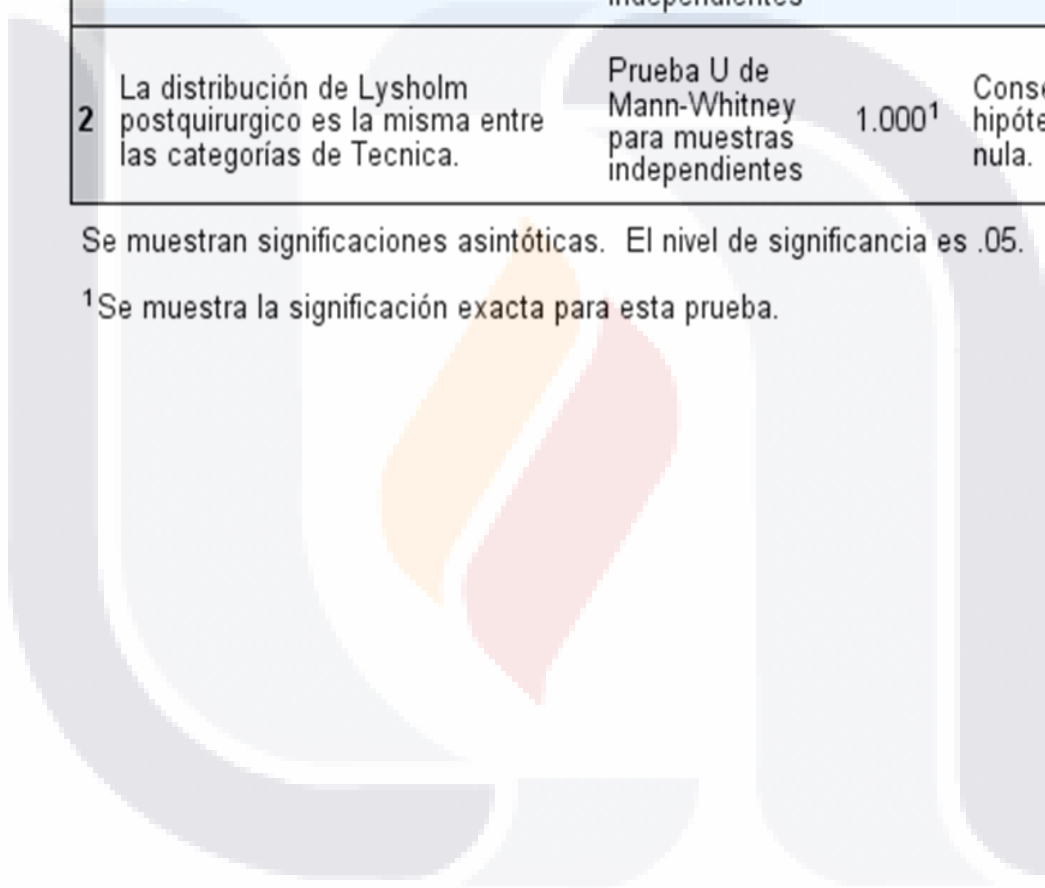 2
La distribución de Lysholm
postquirurgico es la misma entre
las categorías de Tecnica.
Prueba U de
Mann-Whitney
para muestras
independientes
1.000¹
nula.
Se muestran significaciones asintóticas. El nivel de significancia es .05.
¹Se muestra la significación exacta para esta prueba.